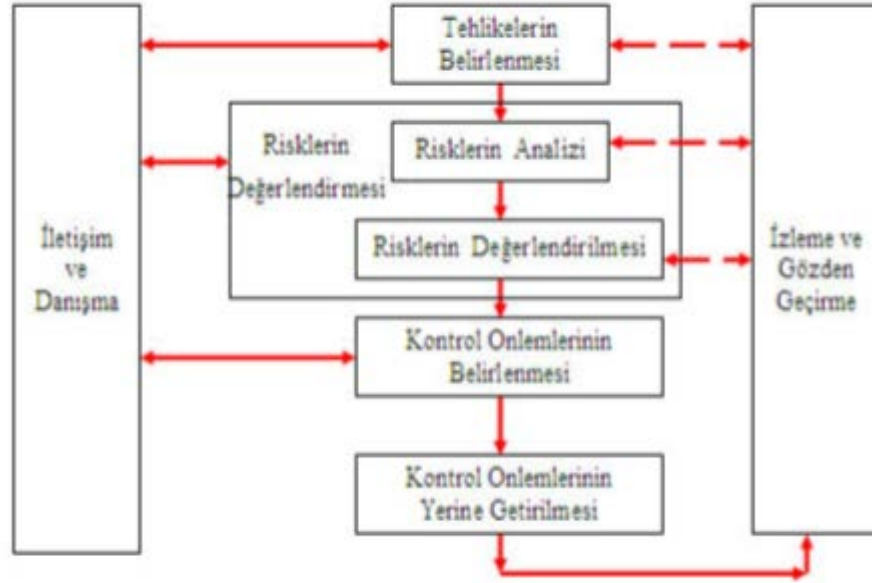 Tehlikelerin
Belirlenmesi
Risklerin
Değerlendirmesi
Risklerin Analizi
Risklerin Değerlendirilmesi
İletişim
ve
Danışma
İzleme ve
Gözden
Geçirme
Kontrol Onlemlerinin
Belirlenmesi
Kontrol Onlemlerinin
Yerine Getirilmesi